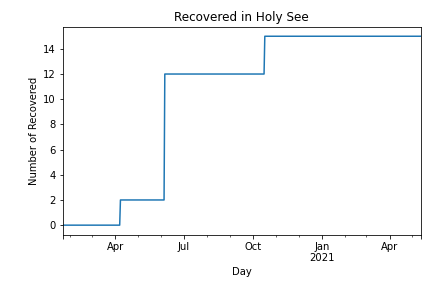 Recovered in Holy See
Number of Recovered
14
12
10
8
6
4
2
0
Apr
Jul
Oct
Jan
2021
Apr
Day